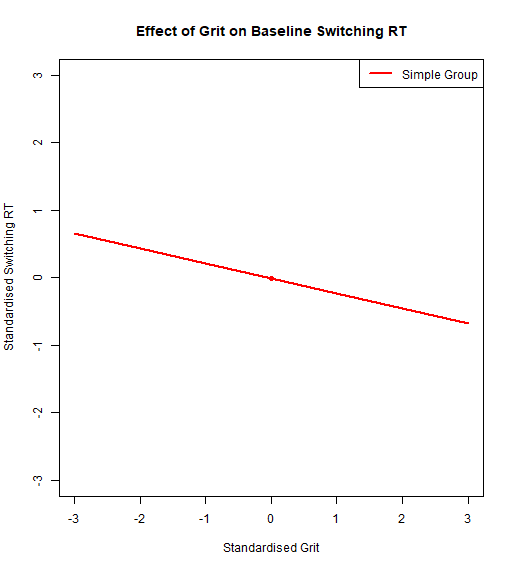 Effect of Grit on Baseline Switching RT
Simple Group
Standardised Switching RT
3
2
1
0
-1
-2
-3
-3 -2 -1 0 1 2 3
Standardised Grit